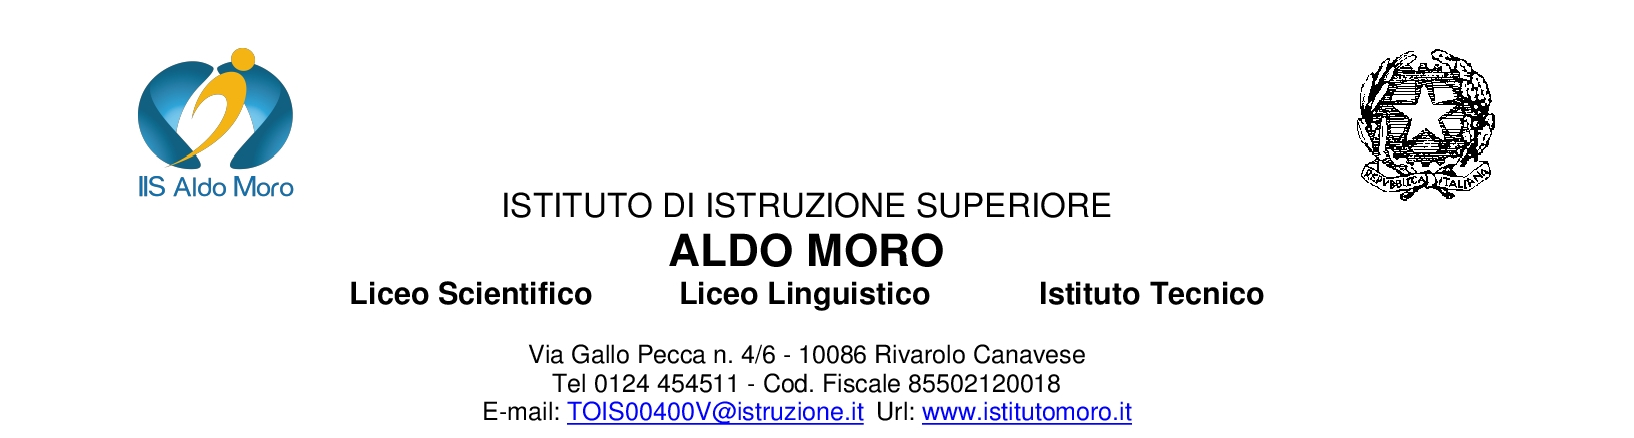 IIS Aldo Moro
REPVBBLICA ITALIANA
ISTITUTO DI ISTRUZIONE SUPERIORE
ALDO MORO
Liceo Scientifico Liceo Linguistico Istituto Tecnico
Via Gallo Pecca n. 4/6 - 10086 Rivarolo Canavese
Tel 0124 454511 - Cod. Fiscale 85502120018
E-mail: TOIS00400V@istruzione.it Url: www.istitutomoro.it